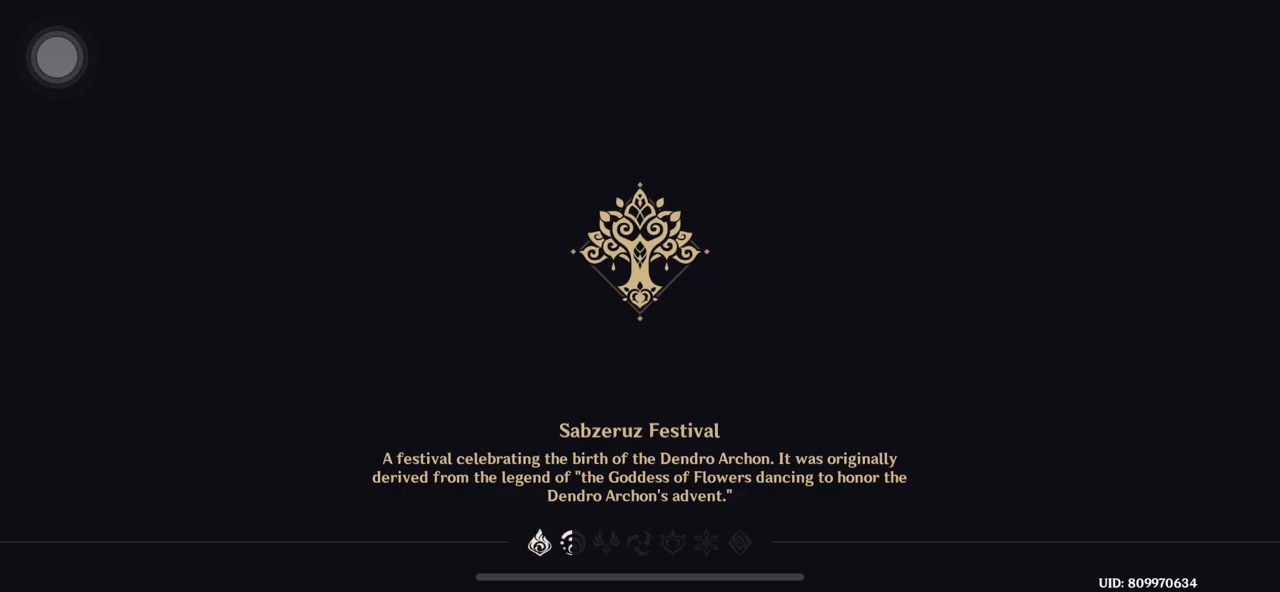 Sabzeruz Festival
A festival celebrating the birth of the Dendro Archon. It was originally
derived from the legend of "the Goddess of Flowers dancing to honor the
Dendro Archon's advent."
UID: 809970634